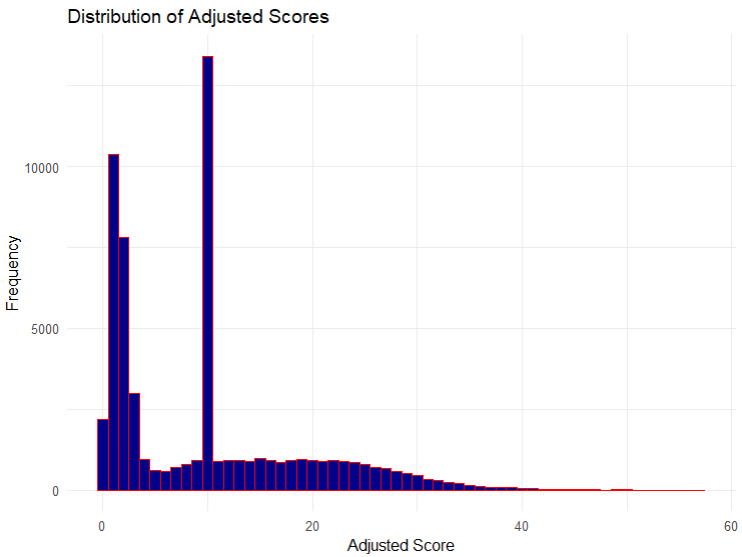 Distribution of Adjusted Scores
Frequency
10000
5000
0
0 20 40 60
Adjusted Score